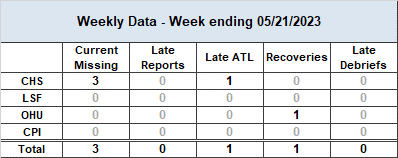 Weekly Data - Week ending 05/21/2023
Current Missing Late Reports Late ATL Recoveries Late Debriefs
CHS 3 0 1 0 0
LSF 0 0 0 0 0
OHU 0 0 0 1 0
CPI 0 0 0 0 0
Total 3 0 1 1 0